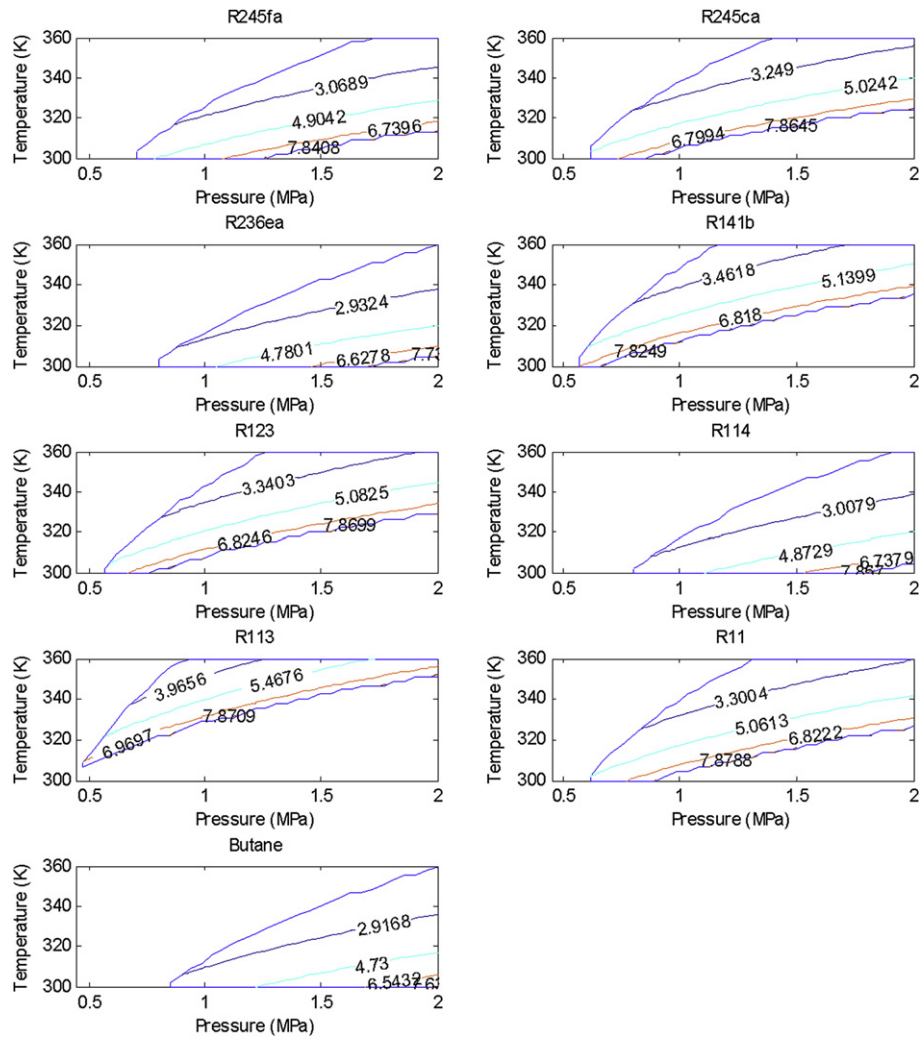 R245fa
Temperature (K)
360
340
320
300
3.0689
4.9042
6.7396
7.8408
0.5 1 1.5 2
Pressure (MPa)
R245ca
Temperature (K)
360
340
320
300
3.249
5.0242
6.7994
7.8645
0.5 1 1.5 2
Pressure (MPa)
R236ea
Temperature (K)
360
340
320
300
2.9324
4.7801
6.6278
0.5 1 1.5 2
Pressure (MPa)
R141b
Temperature (K)
360
340
320
300
3.4618
5.1399
6.818
7.8249
0.5 1 1.5 2
Pressure (MPa)
R123
Temperature (K)
360
340
320
300
3.3403
5.0825
6.8246
7.8699
0.5 1 1.5 2
Pressure (MPa)
R114
Temperature (K)
360
340
320
300
3.0079
4.8729
6.7379
0.5 1 1.5 2
Pressure (MPa)
R113
Temperature (K)
360
340
320
300
3.9656
5.4676
6.9697
7.8709
0.5 1 1.5 2
Pressure (MPa)
R11
Temperature (K)
360
340
320
300
3.3004
5.0613
6.8222
7.8788
0.5 1 1.5 2
Pressure (MPa)
Butane
Temperature (K)
360
340
320
300
2.9168
4.73
6.5432
0.5 1 1.5 2
Pressure (MPa)